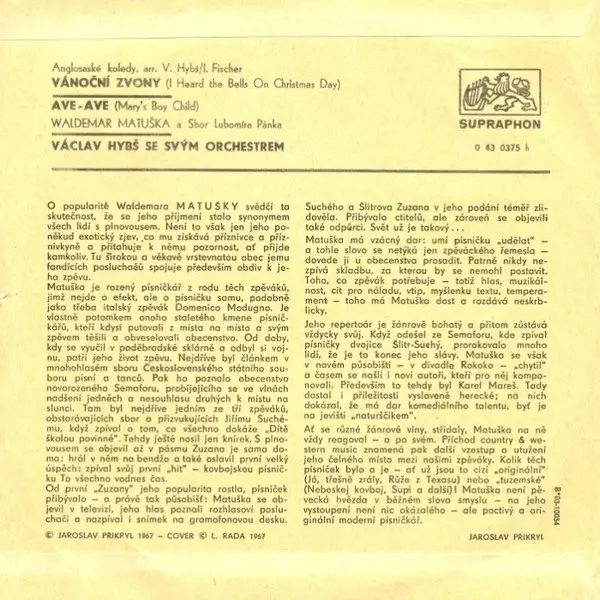 Anglosaské koledy, arr. V. Hybš/I. Fischer
VÁNOČNÍ ZVONY (I Heard the Bells On Christmas Day)
AVE-AVE (Mary's Boy Child)
WALDEMAR MATUŠKA a Sbor Lubomíra Pánka
VÁCLAV HYBŠ SE SVÝM ORCHESTREM
SUPRAPHON
0 43 0375 h
O popularitě Waldemara MATUŠKY svědčí ta
skutečnost, že se jeho příjmení stalo synonymem
všech lidí s plnovousem. Není to však jen jeho po-
někud exotický zjev, co mu získává příznivce a příz-
nivkyně a přitahuje k němu pozornost, ať přijde
kamkoliv. Tu širokou a věkově vrstevnatou obec jemu
fandících posluchačů spojuje především obdiv k je-
ho zpěvu.
Matuška je rozený písničkář z rodu těch zpěváků,
jimž nejde o efekt, ale o písničku samu, podobně
jako třeba italský zpěvák Domenico Modugno. Je
vlastně potomkem onoho staletého kmene písnič-
kářů, kteří kdysi putovali z místa na místo a svým
zpěvem těšili a obveselovali obecenstvo. Od doby,
kdy se vyučil v poděbradské sklárně a odbyl si voj-
nu, patří jeho život zpěvu. Nejdříve byl článkem v
mnohohlasém sboru Československého státního sou-
boru písní a tanců. Pak ho poznalo obecenstvo
novorozeného Semaforu, probíjejícího se ve vlnách
nadšení jedněch a nesouhlasu druhých k místu na
slunci. Tam byl nejdříve jedním ze tří zpěváků,
obstarávajících sbor a přizvukujících Jiřímu Suché-
mu, když zpíval o tom, co všechno dokáže "Dítě
školou povinné". Tehdy ještě nosil jen knírek. S plno-
vousem se objevil až v pásmu Zuzana je sama do-
ma: hrál v něm na bendžo a také oslavil první velký
úspěch: zpíval svůj první „hit" – kovbojskou písnič-
ku To všechno vodnes čas.
Od první „Zuzany" jeho popularita rostla, písniček
přibývalo – a právě tak působišť: Matuška se ob-
jevil v televizi, jeho hlas poznali rozhlasoví poslu-
chači a nazpíval i snímek na gramofonovou desku.
Suchého a Šlitrova Zuzana v jeho podání téměř zli-
dověla. Přibývalo ctitelů, ale zároveň se objevili
také odpůrci. Svět už je takový...
Matuška má vzácný dar: umí písničku „udělat" –
a tohle slovo se netýká jen zpěváckého řemesla –
dovede ji u obecenstva prosadit. Patrně nikdy ne-
zpívá skladbu, za kterou by se nemohl postavit.
Toho, co zpěvák potřebuje – totiž hlas, muzikál-
nost, cit pro náladu, vtip, myšlenku textu, tempera-
ment – toho má Matuška dost a rozdává neskrb-
licky.
Jeho repertoár je žánrově bohatý a přitom zůstává
vždycky svůj. Když odešel ze Semaforu, kde zpíval
písničky dvojice Šlitr-Suchý, prorokovalo mnoho
lidí, že je to konec jeho slávy. Matuška se však
v novém působišti – v divadle Rokoko – „chytil"
a časem se našli i noví autoři, kteří pro něj kompo-
novali. Především to tehdy byl Karel Mareš. Tady
dostal i příležitosti vysloveně herecké; na nich
dokázal, že má dar komediálního talentu, byť je
na jevišti „naturščikem".
Ať se různé žánrové vlny, střídaly, Matuška na ně
vždy reagoval – a po svém. Příchod country & we-
stern music znamená pak další vzestup a utužení
jeho čelného místa mezi našimi zpěváky. Kolik těch
písniček bylo a je – ať už jsou to cizí „originální"
(Jó, třešně zrály, Růže z Texasu) nebo „tuzemské"
(Nebeskej kovboj, Supi a další)! Matuška není pě-
vecká hvězda v běžném slova smyslu – na jeho
vystoupení není nic okázalého – ale poctivý a ori-
ginální moderní písničkář.
© JAROSLAV PŘIKRYL 1967 – COVER © L. RADA 1967
JAROSLAV PŘIKRYL